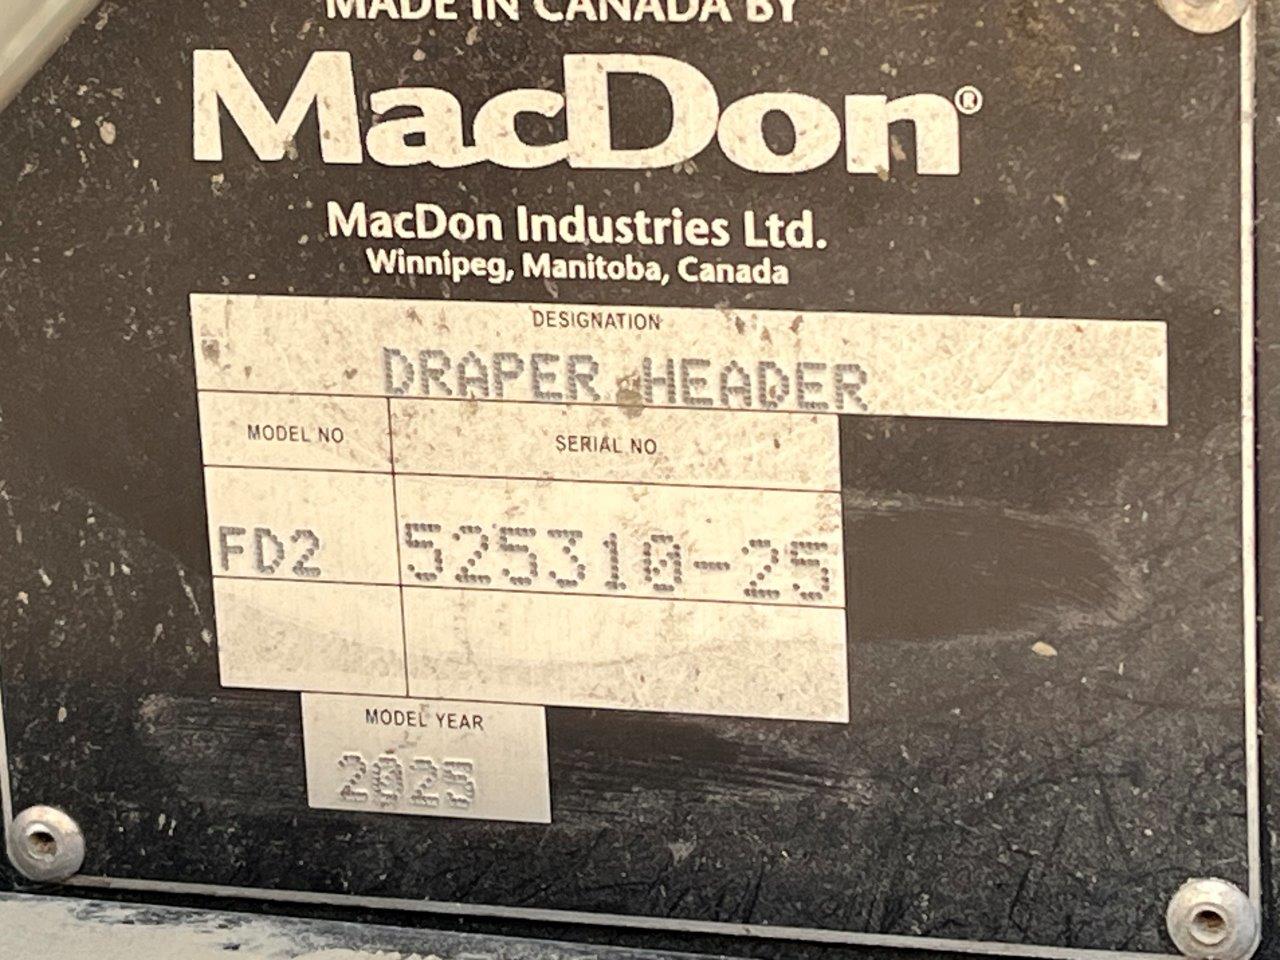 MADE IN CANADA BY
MacDon®
MacDon Industries Ltd.
Winnipeg, Manitoba, Canada
DESIGNATION
DRAPER HEADER
MODEL NO SERIAL NO
FD2 525310-25
MODEL YEAR
2025